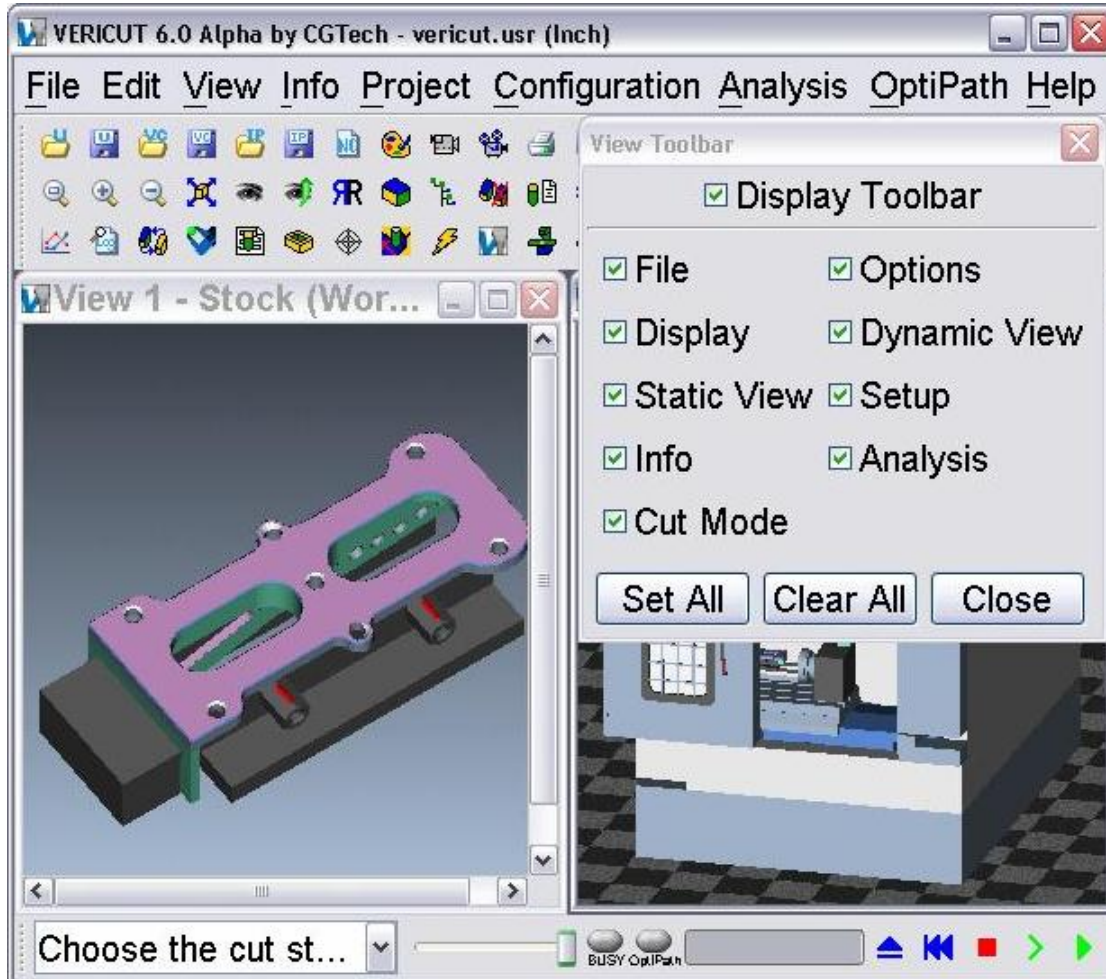 VERICUT 6.0 Alpha by CGTech - vericut.usr (Inch)
File Edit View Info Project Configuration Analysis OptiPath Help
View Toolbar
Display Toolbar
File Options
Display Dynamic View
Static View Setup
Info Analysis
Cut Mode
Set All Clear All Close
View 1 - Stock (Wor...
Choose the cut st...
BUSY OptiPath